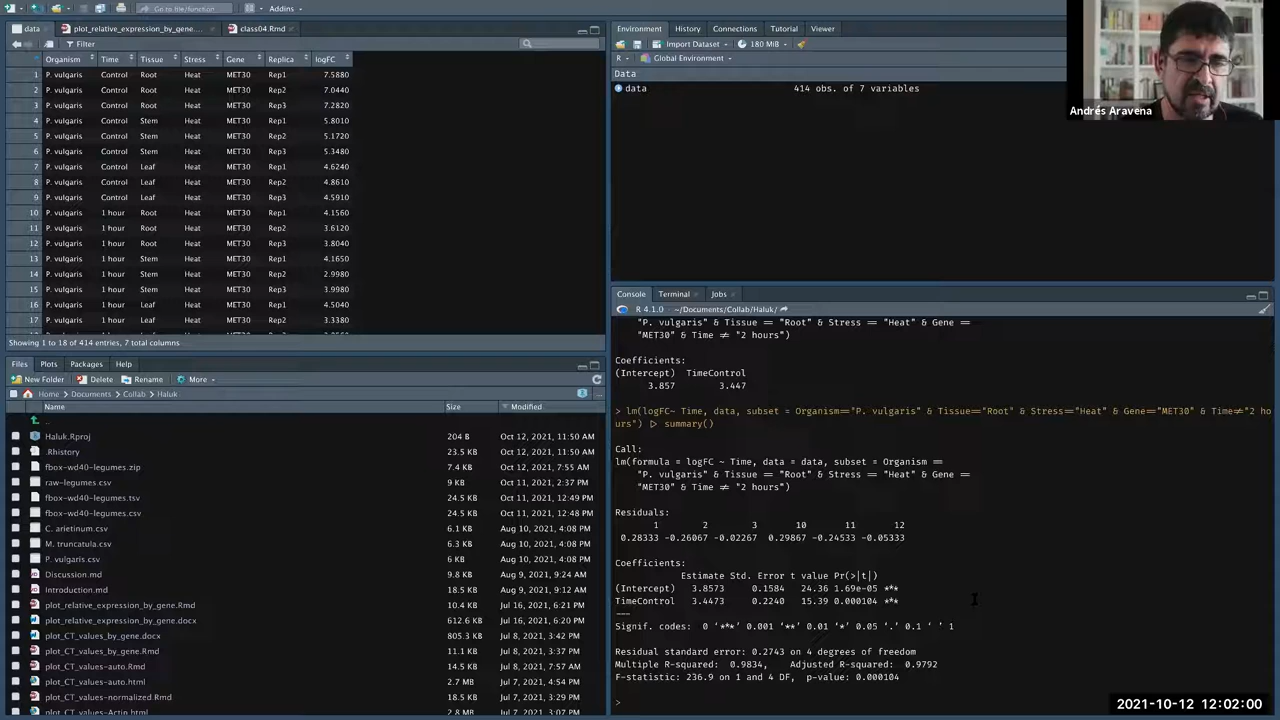 Go to file/function
Addins
data
plot_relative_expression_by_gene....
class04.Rmd
Filter
Organism Time Tissue Stress Gene Replica logFC
1 P. vulgaris Control Root Heat MET30 Rep1 7.5880
2 P. vulgaris Control Root Heat MET30 Rep2 7.0440
3 P. vulgaris Control Root Heat MET30 Rep3 7.2820
4 P. vulgaris Control Stem Heat MET30 Rep1 5.8010
5 P. vulgaris Control Stem Heat MET30 Rep2 5.1720
6 P. vulgaris Control Stem Heat MET30 Rep3 5.3480
7 P. vulgaris Control Leaf Heat MET30 Rep1 4.6240
8 P. vulgaris Control Leaf Heat MET30 Rep2 4.8610
9 P. vulgaris Control Leaf Heat MET30 Rep3 4.5910
10 P. vulgaris 1 hour Root Heat MET30 Rep1 4.1560
11 P. vulgaris 1 hour Root Heat MET30 Rep2 3.6120
12 P. vulgaris 1 hour Root Heat MET30 Rep3 3.8040
13 P. vulgaris 1 hour Stem Heat MET30 Rep1 4.1650
14 P. vulgaris 1 hour Stem Heat MET30 Rep2 2.9980
15 P. vulgaris 1 hour Stem Heat MET30 Rep3 3.9980
16 P. vulgaris 1 hour Leaf Heat MET30 Rep1 4.5040
17 P. vulgaris 1 hour Leaf Heat MET30 Rep2 3.3380
Showing 1 to 18 of 414 entries, 7 total columns
Files Plots Packages Help
New Folder Delete Rename More
Home Documents Collab Haluk
Name Size Modified
..
Haluk.Rproj 204 B Oct 12, 2021, 11:50 AM
.Rhistory 23.5 KB Oct 12, 2021, 11:50 AM
fbox-wd40-legumes.zip 7.4 KB Oct 12, 2021, 7:55 AM
raw-legumes.csv 9 KB Oct 11, 2021, 2:37 PM
fbox-wd40-legumes.tsv 24.5 KB Oct 11, 2021, 12:49 PM
fbox-wd40-legumes.csv 24.5 KB Oct 11, 2021, 12:48 PM
C. arietinum.csv 6.1 KB Aug 10, 2021, 4:08 PM
M. truncatula.csv 6.3 KB Aug 10, 2021, 4:08 PM
P. vulgaris.csv 6 KB Aug 10, 2021, 4:08 PM
Discussion.md 9.8 KB Aug 9, 2021, 9:24 AM
Introduction.md 10 KB Aug 9, 2021, 9:24 AM
plot_relative_expression_by_gene.Rmd 10.4 KB Jul 16, 2021, 6:21 PM
plot_relative_expression_by_gene.docx 612.6 KB Jul 16, 2021, 6:20 PM
plot_CT_values_by_gene.docx 805.3 KB Jul 8, 2021, 3:42 PM
plot_CT_values_by_gene.Rmd 11.1 KB Jul 8, 2021, 3:37 PM
plot_CT_values-auto.Rmd 14.5 KB Jul 7, 2021, 7:57 AM
plot_CT_values-auto.html 2.7 MB Jul 7, 2021, 4:54 PM
plot_CT_values-normalized.Rmd 18.5 KB Jul 7, 2021, 3:29 PM
plot_CT_values-Actin.html 2.8 MB Jul 7, 2021, 3:07 PM
Environment History Connections Tutorial Viewer
Import Dataset 180 MiB
R Global Environment
Data
data 414 obs. of 7 variables
Andrés Aravena
Console Terminal Jobs
R 4.1.0 · ~/Documents/Collab/Haluk/
"P. vulgaris" & Tissue == "Root" & Stress == "Heat" & Gene ==
"MET30" & Time != "2 hours")
Coefficients:
(Intercept) TimeControl
3.857 3.447
> lm(logFC~ Time, data, subset = Organism=="P. vulgaris" & Tissue=="Root" & Stress=="Heat" & Gene=="MET30" & Time!="2 ho
urs") |> summary()
Call:
lm(formula = logFC ~ Time, data = data, subset = Organism ==
"P. vulgaris" & Tissue == "Root" & Stress == "Heat" & Gene ==
"MET30" & Time != "2 hours")
Residuals:
1 2 3 10 11 12
0.28333 -0.26067 -0.02267 0.29867 -0.24533 -0.05333
Coefficients:
Estimate Std. Error t value Pr(>|t|)
(Intercept) 3.8573 0.1584 24.36 1.69e-05 ***
TimeControl 3.4473 0.2240 15.39 0.000104 ***
---
Signif. codes: 0 ‘***’ 0.001 ‘**’ 0.01 ‘*’ 0.05 ‘.’ 0.1 ‘ ’ 1
Residual standard error: 0.2743 on 4 degrees of freedom
Multiple R-squared: 0.9834, Adjusted R-squared: 0.9792
F-statistic: 236.9 on 1 and 4 DF, p-value: 0.000104
>
2021-10-12 12:02:00